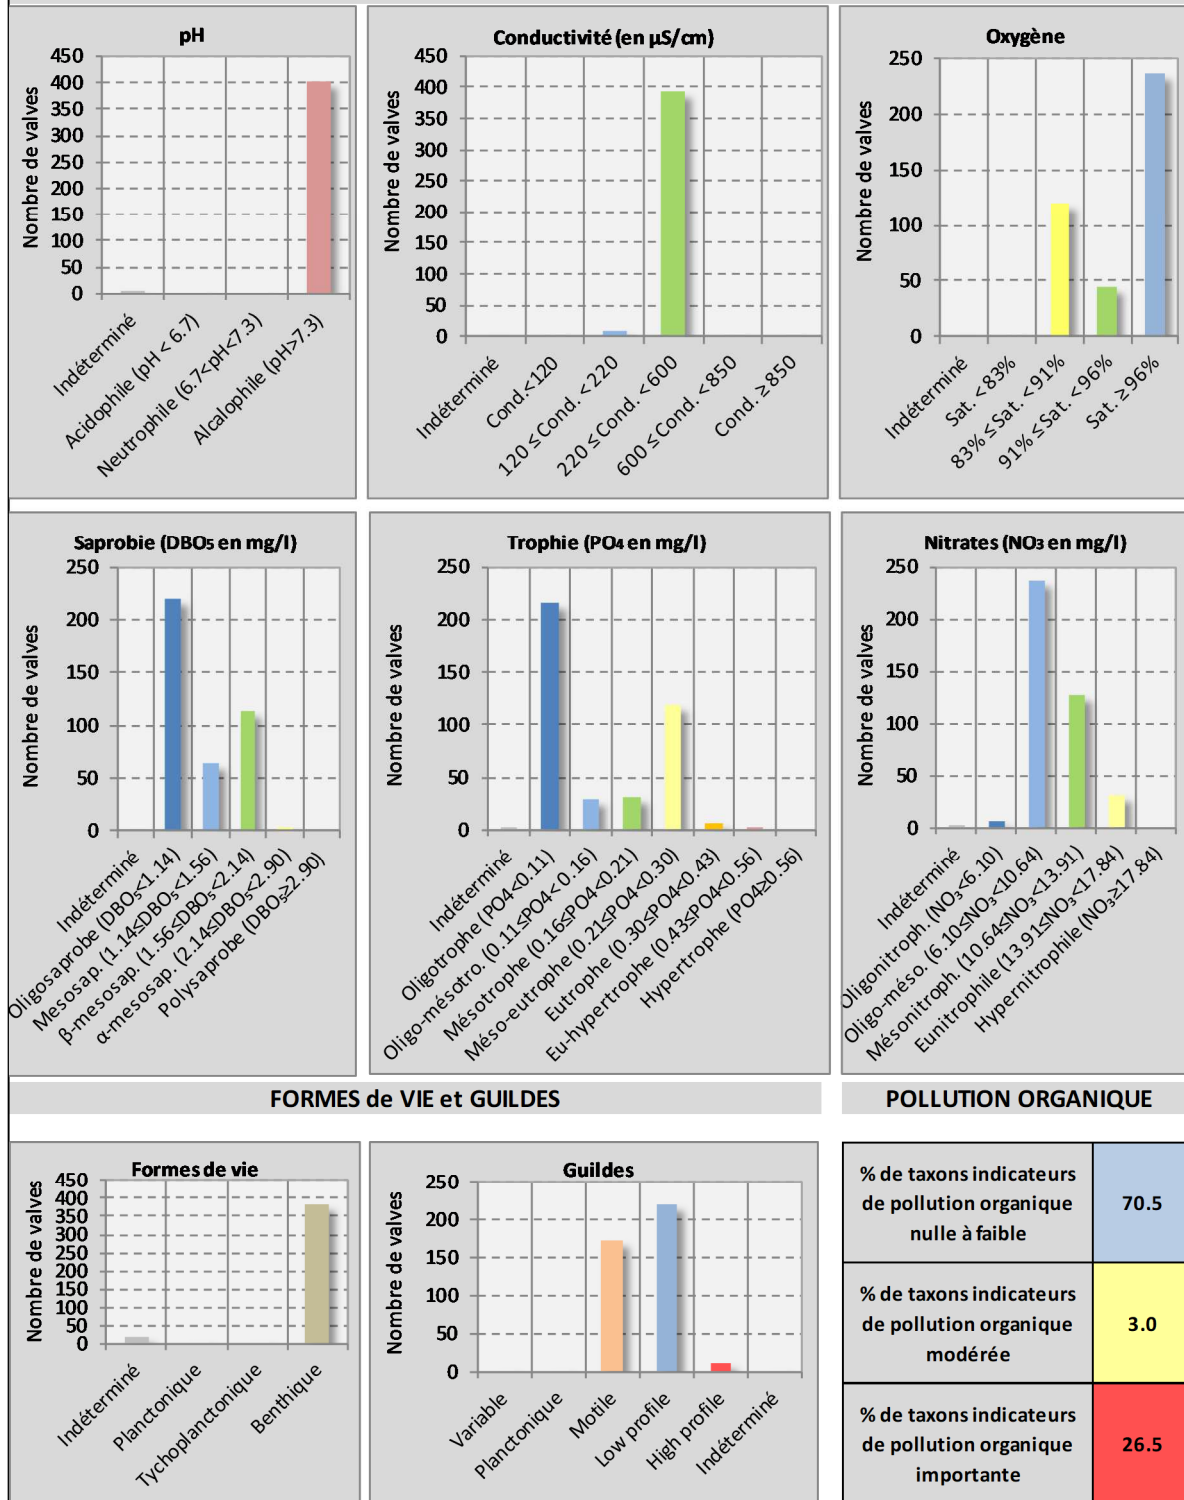 pH
Nombre de valves
450
400
350
300
250
200
150
100
50
0
Indéterminé
Acidophile (pH < 6.7)
Neutrophile (6.7<pH<7.3)
Alcalophile (pH>7.3)
Conductivité (en µS/cm)
Nombre de valves
450
400
350
300
250
200
150
100
50
0
Indéterminé
Cond.<120
120 ≤ Cond. < 220
220 ≤ Cond. < 600
600 ≤ Cond. < 850
Cond. ≥ 850
Oxygène
Nombre de valves
250
200
150
100
50
0
Indéterminé
Sat. < 83%
83% ≤ Sat. < 91%
91% ≤ Sat. < 96%
Sat. ≥ 96%
Saprobie (DBO₅ en mg/l)
Nombre de valves
250
200
150
100
50
0
Indéterminé
Oligosaprobe (DBO₅≤1.14)
Mesosap. (1.14≤DBO₅≤1.56)
β-mesosap. (1.56≤DBO₅≤2.14)
α-mesosap. (2.14≤DBO₅≤2.90)
Polysaprobe (DBO₅≥2.90)
Trophie (PO4 en mg/l)
Nombre de valves
250
200
150
100
50
0
Indéterminé
Oligotrophe (PO4<0.11)
Oligo-mésotro. (0.11≤PO4< 0.16)
Mésotrophe (0.16≤PO4<0.21)
Méso-eutrophe (0.21≤PO4<0.30)
Eutrophe (0.30≤PO4<0.43)
Eu-hypertrophe (0.43≤PO4<0.56)
Hypertrophe (PO4≥0.56)
Nitrates (NO₃ en mg/l)
Nombre de valves
250
200
150
100
50
0
Indéterminé
Oligonitroph. (NO₃<6.10)
Oligo-méso. (6.10≤NO₃<10.64)
Mésonitroph. (10.64≤NO₃<13.91)
Eunitrophile (13.91≤NO₃<17.84)
Hypernitrophile (NO₃≥17.84)
FORMES de VIE et GUILDES
POLLUTION ORGANIQUE
Formes de vie
Nombre de valves
450
400
350
300
250
200
150
100
50
0
Indéterminé
Planctonique
Tychoplanctonique
Benthique
Guildes
Nombre de valves
250
200
150
100
50
0
Variable
Planctonique
Motile
Low profile
High profile
Indéterminé
% de taxons indicateurs
de pollution organique
nulle à faible
70.5
% de taxons indicateurs
de pollution organique
modérée
3.0
% de taxons indicateurs
de pollution organique
importante
26.5